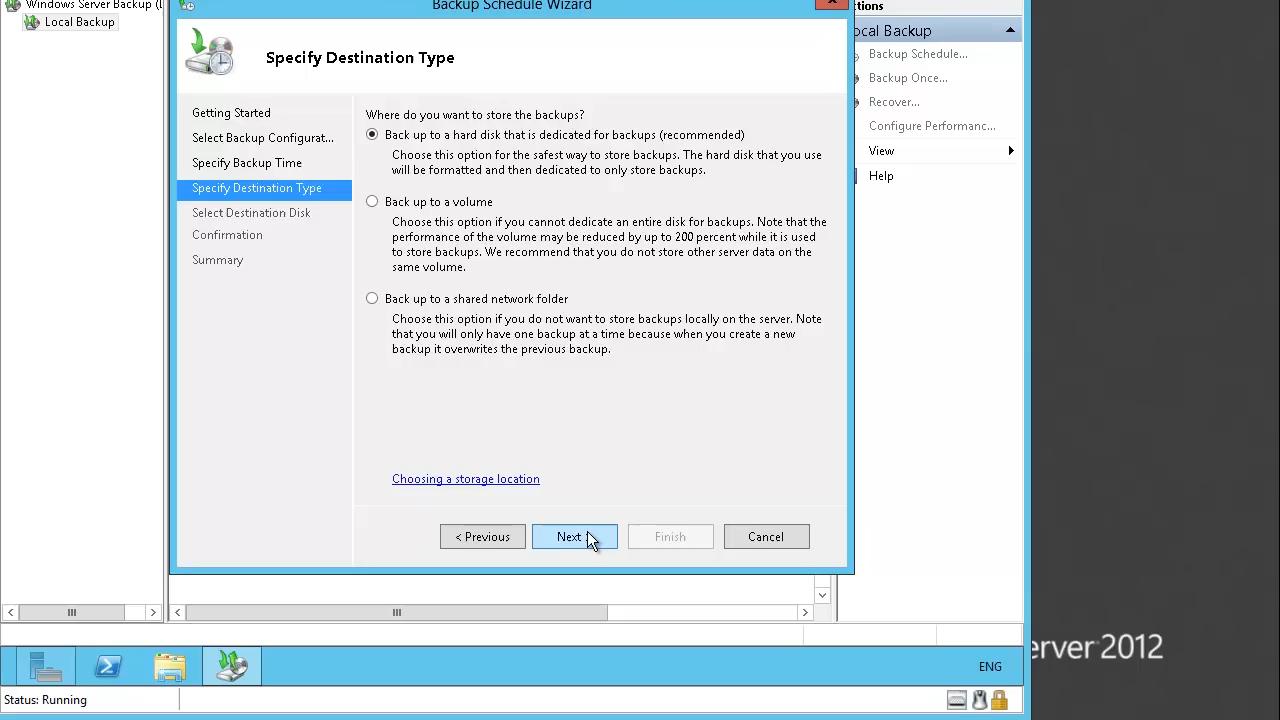 Windows Server Backup (L
Local Backup
Backup Schedule Wizard
Specify Destination Type
Getting Started
Select Backup Configurat...
Specify Backup Time
Specify Destination Type
Select Destination Disk
Confirmation
Summary
Where do you want to store the backups?
Back up to a hard disk that is dedicated for backups (recommended)
Choose this option for the safest way to store backups. The hard disk that you use
will be formatted and then dedicated to only store backups.
Back up to a volume
Choose this option if you cannot dedicate an entire disk for backups. Note that the
performance of the volume may be reduced by up to 200 percent while it is used
to store backups. We recommend that you do not store other server data on the
same volume.
Back up to a shared network folder
Choose this option if you do not want to store backups locally on the server. Note
that you will only have one backup at a time because when you create a new
backup it overwrites the previous backup.
Choosing a storage location
< Previous
Next
Finish
Cancel
ctions
ocal Backup
Backup Schedule...
Backup Once...
Recover...
Configure Performanc...
View
Help
erver 2012
ENG
Status: Running